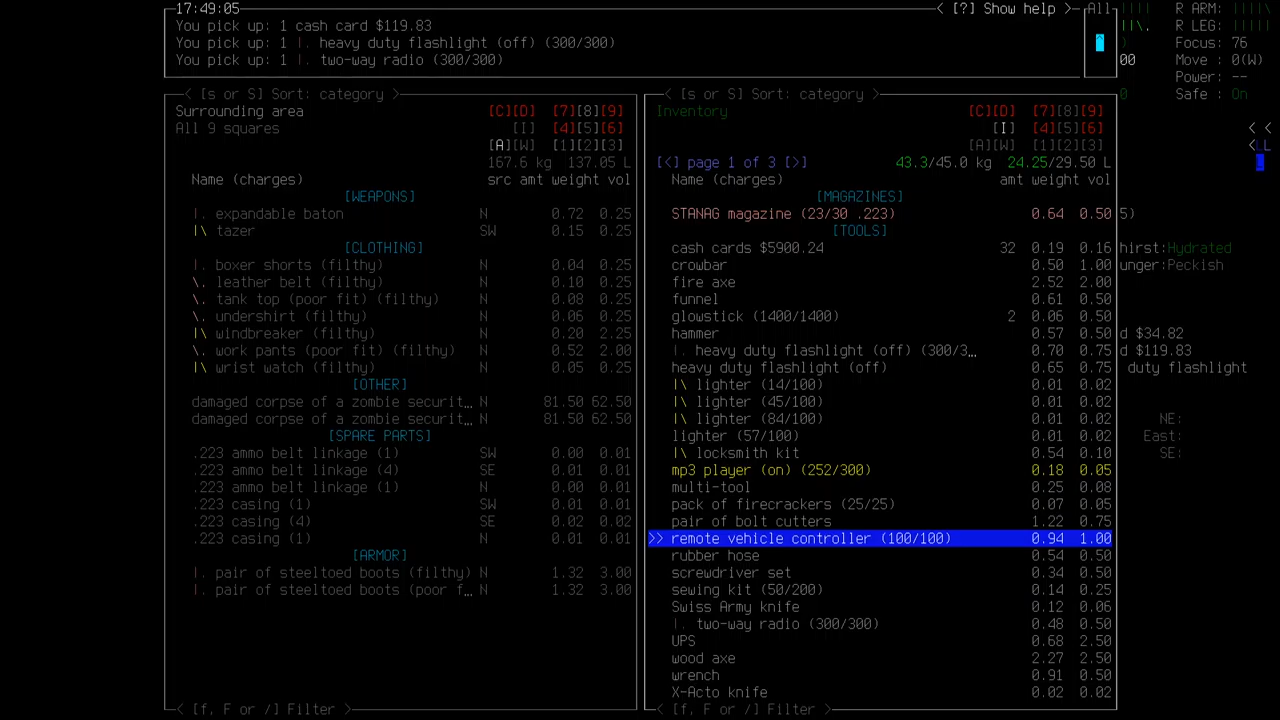 17:49:05 < [?] Show help > All R ARM:
You pick up: 1 cash card $119.83 R LEG:
You pick up: 1 |. heavy duty flashlight (off) (300/300) Focus: 76
You pick up: 1 |. two-way radio (300/300) 00 Move : 0(W)
Power: --
< [s or S] Sort: category > < [s or S] Sort: category > 0 Safe : On
Surrounding area [C][D] [7][8][9] Inventory [C][D] [7][8][9]
All 9 squares [I] [4][5][6] [I] [4][5][6] < <
[A][W] [1][2][3] [A][W] [1][2][3] <LL
167.6 kg 137.05 L [<] page 1 of 3 [>] 43.3/45.0 kg 24.25/29.50 L L
Name (charges) src amt weight vol Name (charges) amt weight vol
[WEAPONS] [MAGAZINES]
|. expandable baton N 0.72 0.25 STANAG magazine (23/30 .223) 0.64 0.50 5)
|\ tazer SW 0.15 0.25 [TOOLS]
[CLOTHING] cash cards $5900.24 32 0.19 0.16 hirst:Hydrated
|. boxer shorts (filthy) N 0.04 0.25 crowbar 0.50 1.00 unger:Peckish
\. leather belt (filthy) N 0.10 0.25 fire axe 2.52 2.00
\. tank top (poor fit) (filthy) N 0.08 0.25 funnel 0.61 0.50
\. undershirt (filthy) N 0.06 0.25 glowstick (1400/1400) 2 0.06 0.50
|\ windbreaker (filthy) N 0.20 2.25 hammer 0.57 0.50 d $34.82
\. work pants (poor fit) (filthy) N 0.52 2.00 |. heavy duty flashlight (off) (300/3… 0.70 0.75 d $119.83
|\ wrist watch (filthy) N 0.05 0.25 heavy duty flashlight (off) 0.65 0.75 duty flashlight
[OTHER] |\ lighter (14/100) 0.01 0.02
damaged corpse of a zombie securit… N 81.50 62.50 |\ lighter (45/100) 0.01 0.02
damaged corpse of a zombie securit… N 81.50 62.50 |\ lighter (84/100) 0.01 0.02 NE:
[SPARE PARTS] lighter (57/100) 0.01 0.02 East:
.223 ammo belt linkage (1) SW 0.00 0.01 |\ locksmith kit 0.54 0.10 SE:
.223 ammo belt linkage (4) SE 0.01 0.01 mp3 player (on) (252/300) 0.18 0.05
.223 ammo belt linkage (1) N 0.00 0.01 multi-tool 0.25 0.08
.223 casing (1) SW 0.01 0.01 pack of firecrackers (25/25) 0.07 0.05
.223 casing (4) SE 0.02 0.02 pair of bolt cutters 1.22 0.75
.223 casing (1) N 0.01 0.01 >> remote vehicle controller (100/100) 0.94 1.00
[ARMOR] rubber hose 0.54 0.50
|. pair of steeltoed boots (filthy) N 1.32 3.00 screwdriver set 0.34 0.50
|. pair of steeltoed boots (poor f… N 1.32 3.00 sewing kit (50/200) 0.14 0.25
Swiss Army knife 0.12 0.06
|. two-way radio (300/300) 0.48 0.50
UPS 0.68 2.50
wood axe 2.27 2.50
wrench 0.91 0.50
X-Acto knife 0.02 0.02
< [f, F or /] Filter > < [f, F or /] Filter >